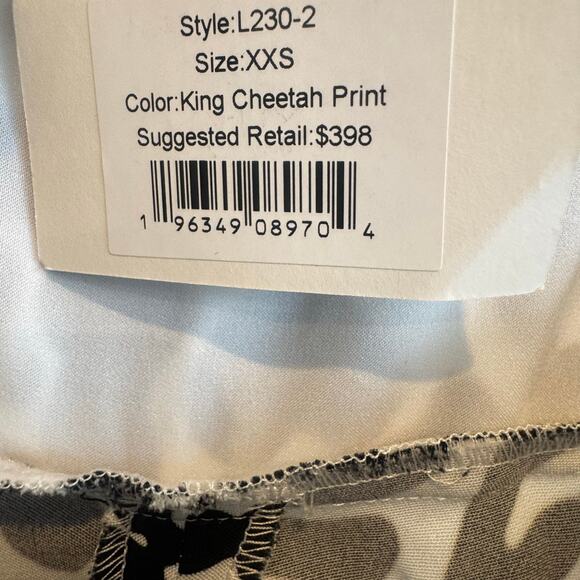 Style:L230-2
Size:XXS
Color:King Cheetah Print
Suggested Retail:$398
1 96349 08970 4